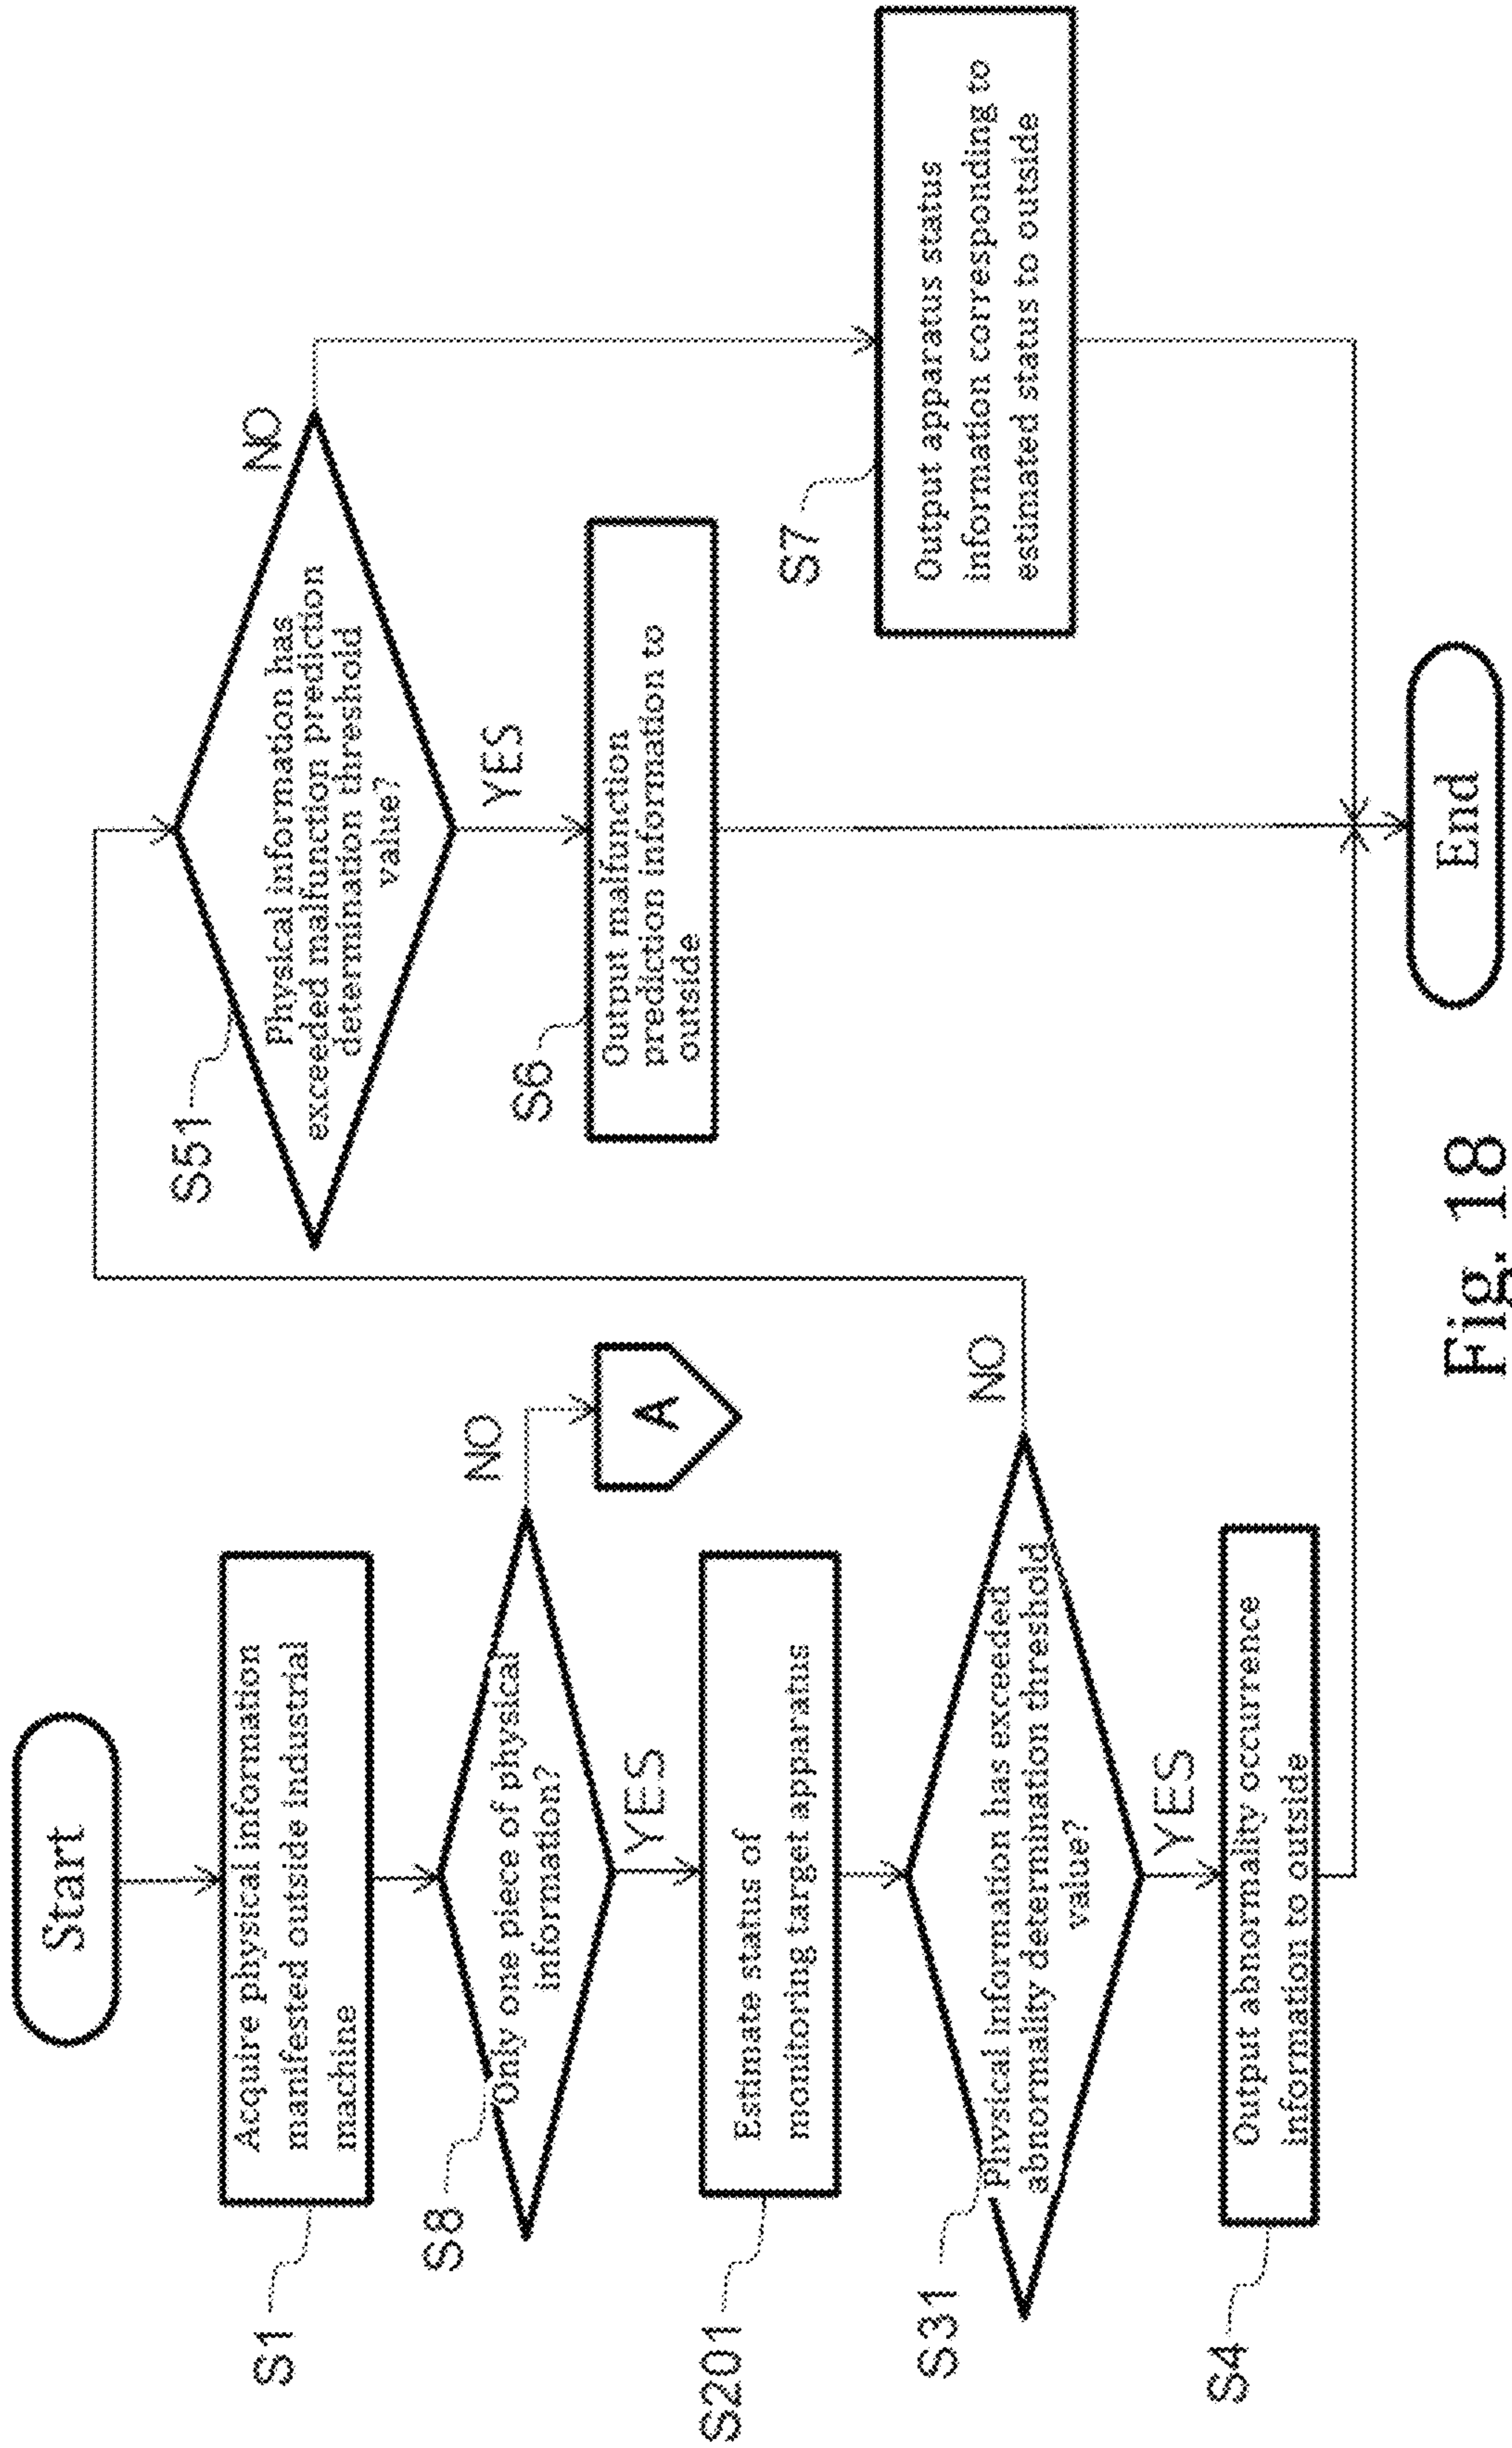 Start
S1
Acquire physical information
manifested outside industrial
machine
S8
Only one piece of physical
information?
NO
A
YES
S201
Estimate status of
monitoring target apparatus
S31
Physical information has exceeded
abnormality determination threshold
value?
NO
YES
S4
Output abnormality occurrence
information to outside
S51
Physical information has
exceeded malfunction prediction
determination threshold
value?
NO
YES
S6
Output malfunction
prediction information to
outside
S7
Output apparatus status
information corresponding to
estimated status to outside
End
Fig. 18